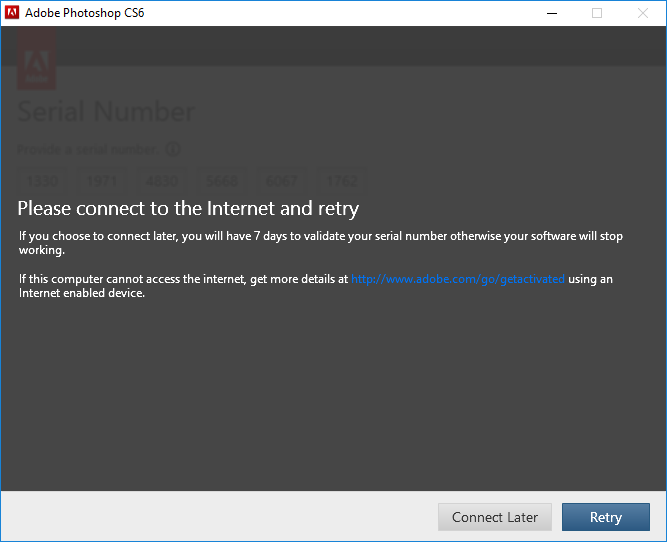 Adobe Photoshop CS6
Adobe
Serial Number
Provide a serial number.
1330 1971 4830 5668 6067 1762
Please connect to the Internet and retry
If you choose to connect later, you will have 7 days to validate your serial number otherwise your software will stop
working.
If this computer cannot access the internet, get more details at http://www.adobe.com/go/getactivated using an
Internet enabled device.
Connect Later Retry